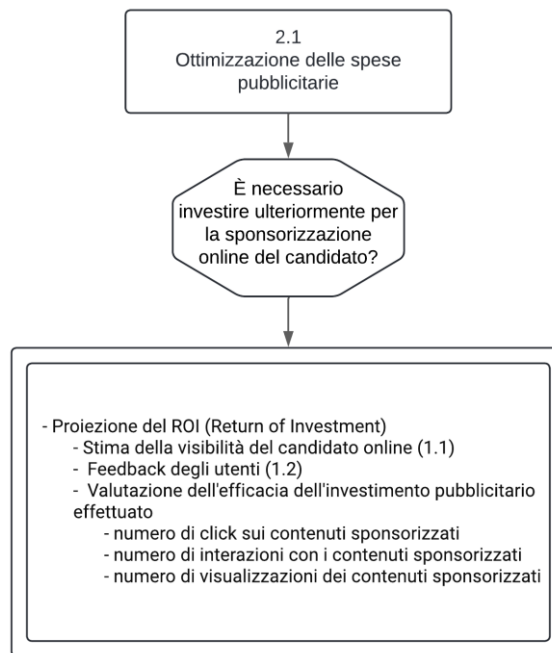 2.1
Ottimizzazione delle spese
pubblicitarie
È necessario
investire ulteriormente per
la sponsorizzazione
online del candidato?
- Proiezione del ROI (Return of Investment)
- Stima della visibilità del candidato online (1.1)
- Feedback degli utenti (1.2)
- Valutazione dell'efficacia dell'investimento pubblicitario
effettuato
- numero di click sui contenuti sponsorizzati
- numero di interazioni con i contenuti sponsorizzati
- numero di visualizzazioni dei contenuti sponsorizzati